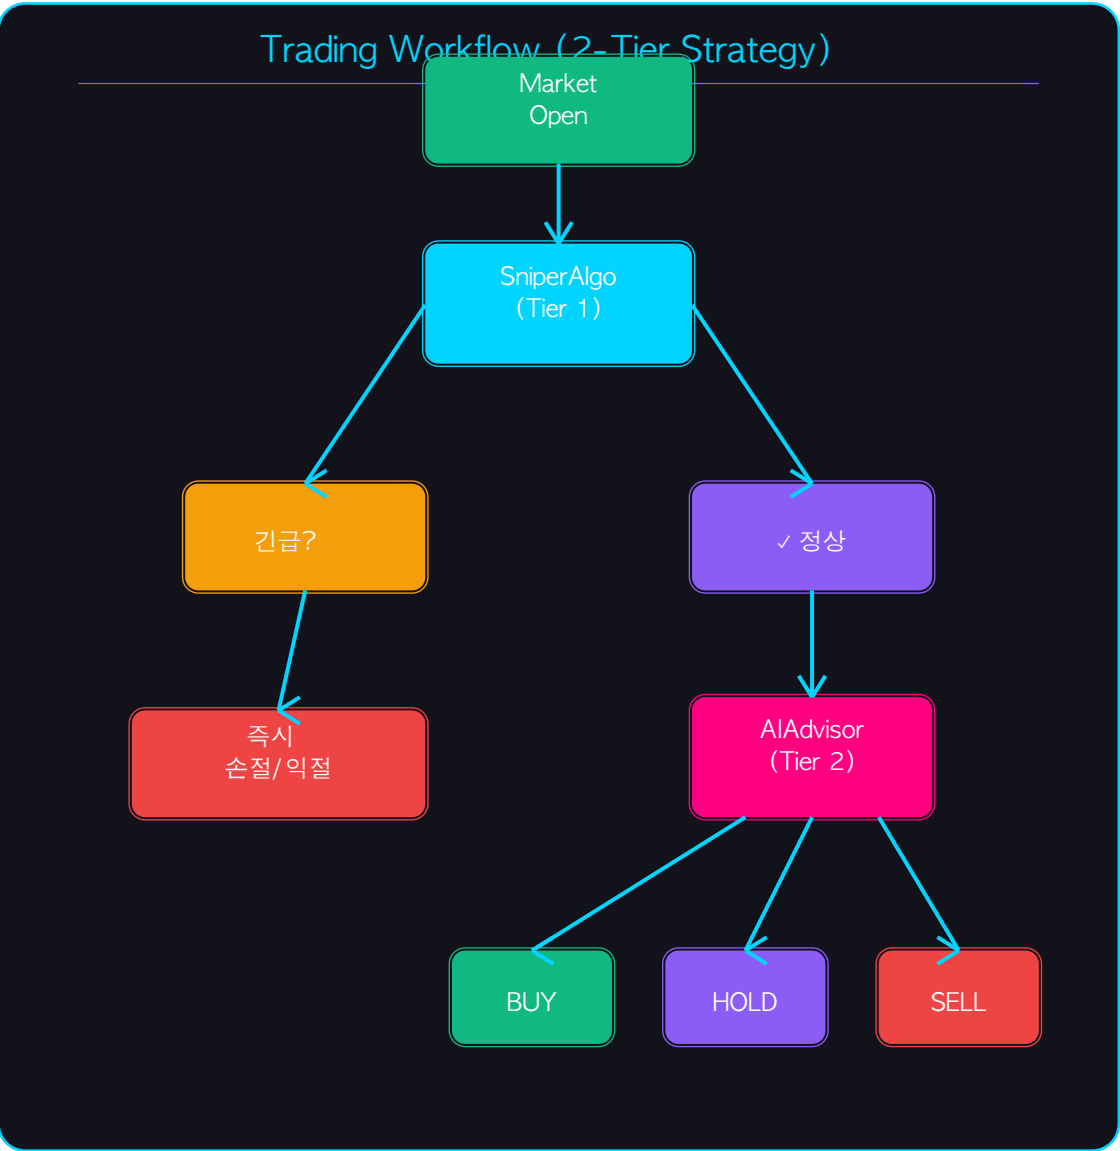 Trading Workflow (2-Tier Strategy)
Market
Open
SniperAlgo
(Tier 1)
긴급?
✓ 정상
즉시
손절/익절
AIAdvisor
(Tier 2)
BUY
HOLD
SELL